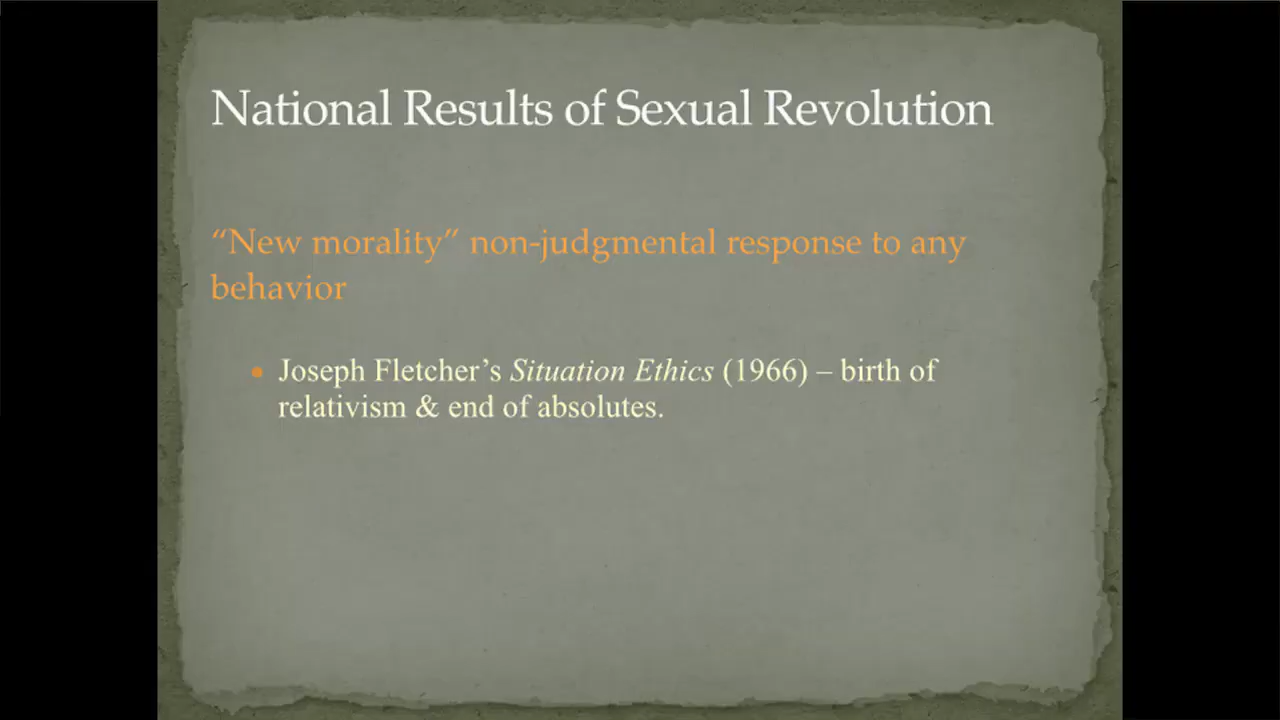 National Results of Sexual Revolution
“New morality” non-judgmental response to any
behavior
• Joseph Fletcher’s Situation Ethics (1966) – birth of
relativism & end of absolutes.